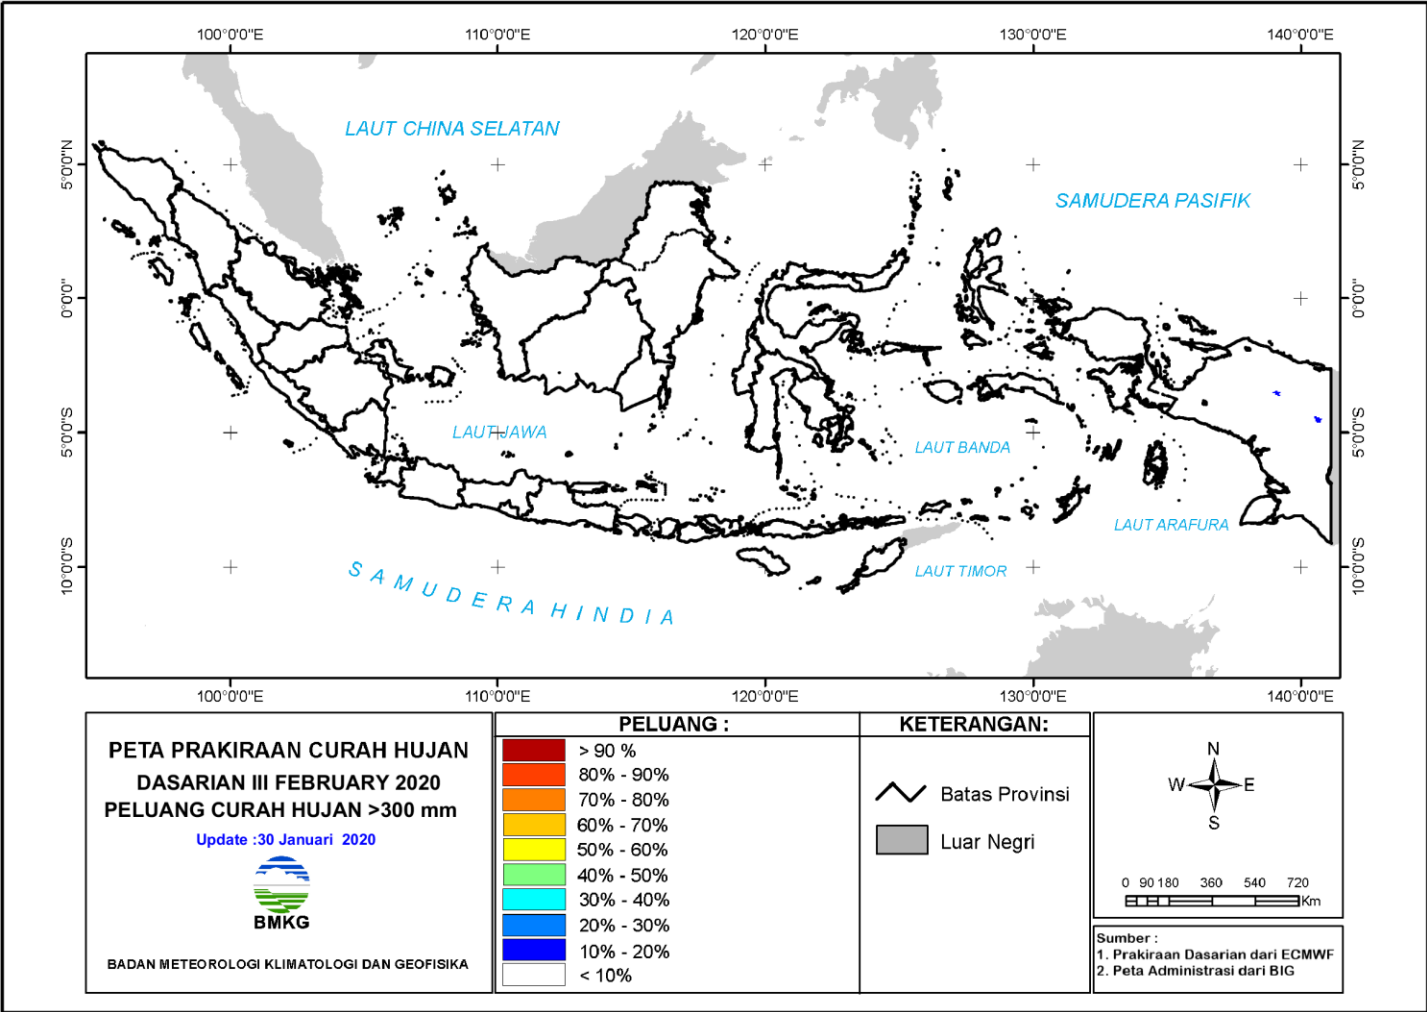 100°0'0"E 110°0'0"E 120°0'0"E 130°0'0"E 140°0'0"E
LAUT CHINA SELATAN
5°0'0"N
5°0'0"N
SAMUDERA PASIFIK
0°0'0"
0°0'0"
LAUT JAWA
5°0'0"S
5°0'0"S
LAUT BANDA
LAUT ARAFURA
10°0'0"S
10°0'0"S
LAUT TIMOR
SAMUDERA HINDIA
100°0'0"E 110°0'0"E 120°0'0"E 130°0'0"E 140°0'0"E
PETA PRAKIRAAN CURAH HUJAN
DASARIAN III FEBRUARY 2020
PELUANG CURAH HUJAN >300 mm
Update :30 Januari 2020
BMKG
BADAN METEOROLOGI KLIMATOLOGI DAN GEOFISIKA
PELUANG :
> 90 %
80% - 90%
70% - 80%
60% - 70%
50% - 60%
40% - 50%
30% - 40%
20% - 30%
10% - 20%
< 10%
KETERANGAN:
Batas Provinsi
Luar Negri
N
W E
S
0 90 180 360 540 720
Km
Sumber :
1. Prakiraan Dasarian dari ECMWF
2. Peta Administrasi dari BIG